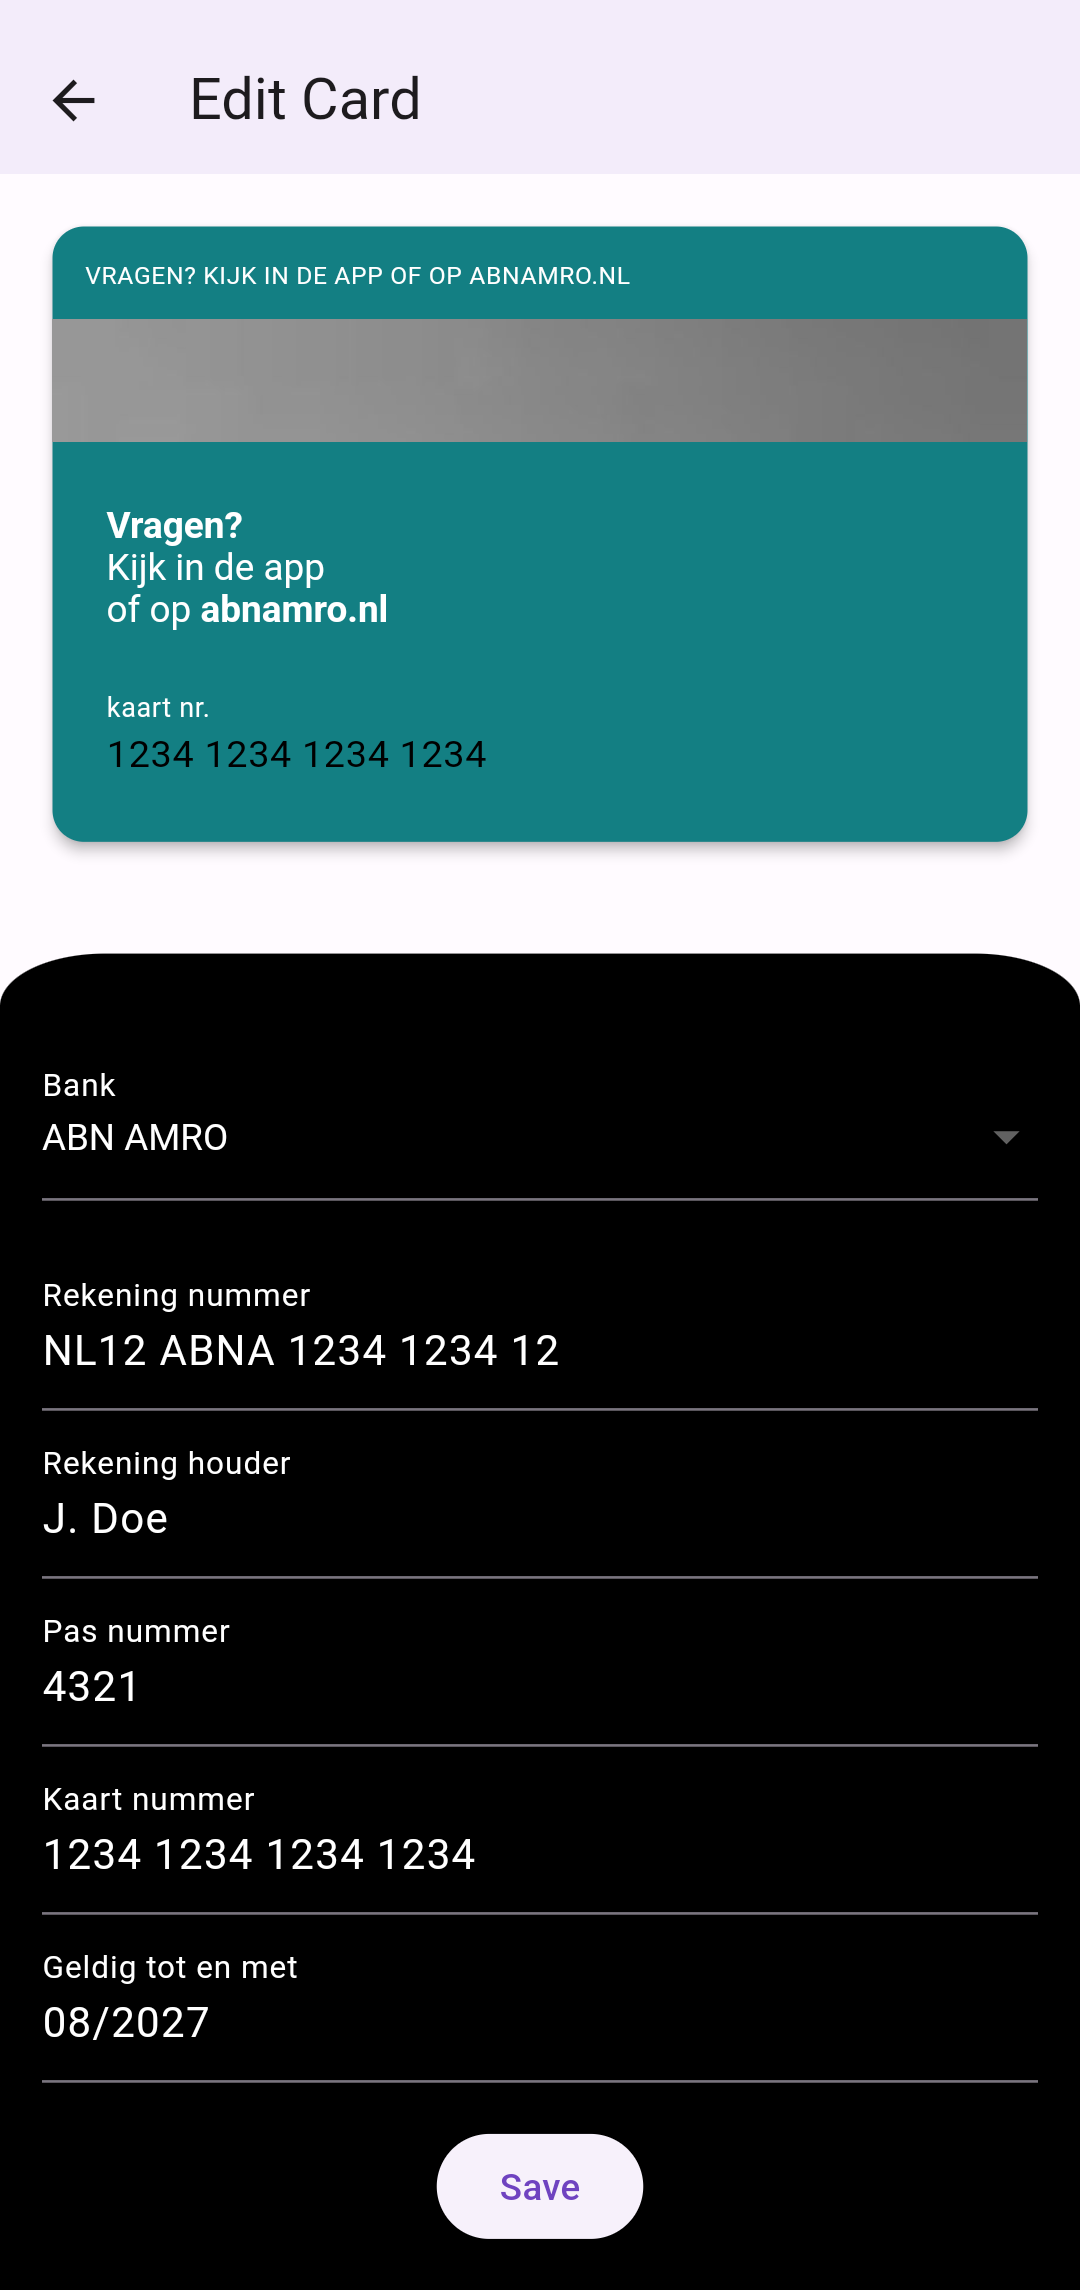 Edit Card
VRAGEN? KIJK IN DE APP OF OP ABNAMRO.NL
Vragen?
Kijk in de app
of op abnamro.nl
kaart nr.
1234 1234 1234 1234
Bank
ABN AMRO
Rekening nummer
NL12 ABNA 1234 1234 12
Rekening houder
J. Doe
Pas nummer
4321
Kaart nummer
1234 1234 1234 1234
Geldig tot en met
08/2027
Save